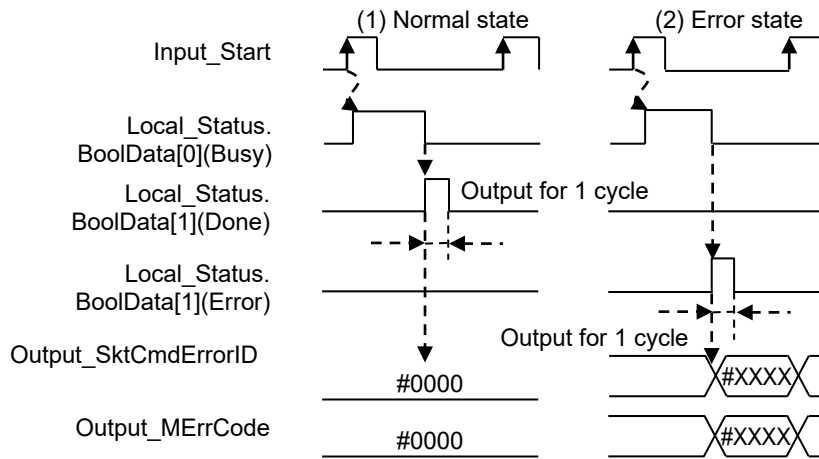 (1) Normal state
(2) Error state
Input_Start
Local_Status.
BoolData[0](Busy)
Local_Status.
BoolData[1](Done)
Output for 1 cycle
Local_Status.
BoolData[1](Error)
Output for 1 cycle
Output_SktCmdErrorID
#0000
#XXXX
Output_MErrCode
#0000
#XXXX